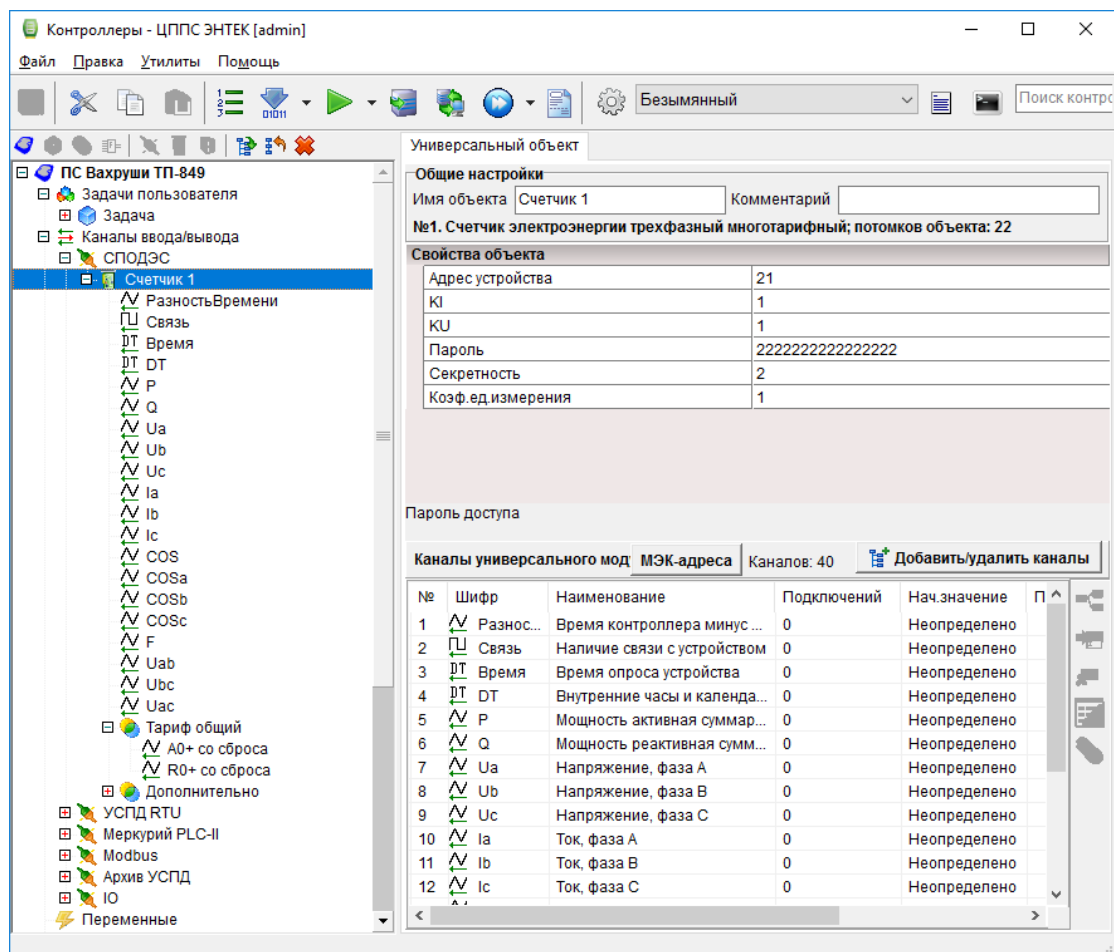 Контроллеры - ЦППС ЭНТЕК [admin]
Файл Правка Утилиты Помощь
Безымянный Поиск контро
ПС Вахруши ТП-849
Задачи пользователя
Задача
Каналы ввода/вывода
СПОДЭС
Счетчик 1
РазностьВремени
Связь
DT Время
DT DT
P
Q
Ua
Ub
Uc
Ia
Ib
Ic
COS
COSa
COSb
COSc
F
Uab
Ubc
Uac
Тариф общий
A0+ со сброса
R0+ со сброса
Дополнительно
УСПД RTU
Меркурий PLC-II
Modbus
Архив УСПД
IO
Переменные
Универсальный объект
Общие настройки
Имя объекта Счетчик 1 Комментарий
№1. Счетчик электроэнергии трехфазный многотарифный; потомков объекта: 22
Свойства объекта
Адрес устройства 21
KI 1
KU 1
Пароль 2222222222222222
Секретность 2
Коэф.ед.измерения 1
Пароль доступа
Каналы универсального мод МЭК-адреса Каналов: 40 Добавить/удалить каналы
№ Шифр Наименование Подключений Нач.значение П
1 Разнос... Время контроллера минус ... 0 Неопределено
2 Связь Наличие связи с устройством 0 Неопределено
3 DT Время Время опроса устройства 0 Неопределено
4 DT DT Внутренние часы и календа... 0 Неопределено
5 P Мощность активная суммар... 0 Неопределено
6 Q Мощность реактивная сумм... 0 Неопределено
7 Ua Напряжение, фаза A 0 Неопределено
8 Ub Напряжение, фаза B 0 Неопределено
9 Uc Напряжение, фаза C 0 Неопределено
10 Ia Ток, фаза A 0 Неопределено
11 Ib Ток, фаза B 0 Неопределено
12 Ic Ток, фаза C 0 Неопределено